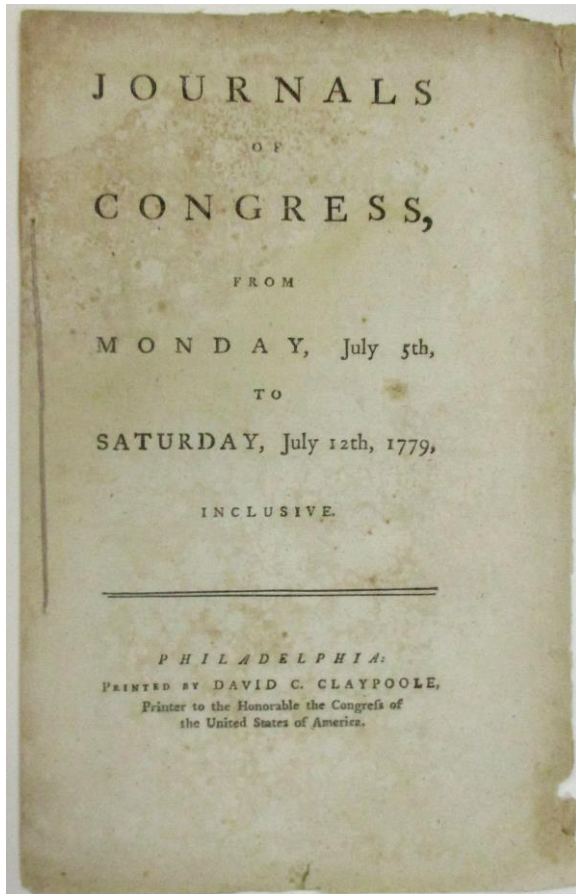 JOURNALS
OF
CONGRESS,
FROM
MONDAY, July 5th,
TO
SATURDAY, July 12th, 1779,
INCLUSIVE.
PHILADELPHIA:
PRINTED BY DAVID C. CLAYPOOLE,
Printer to the Honorable the Congreſs of
the United States of America.